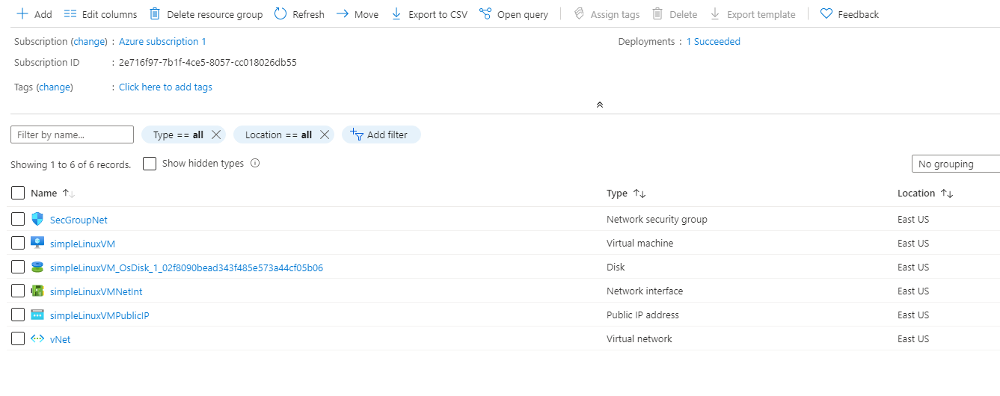 Add Edit columns Delete resource group Refresh Move Export to CSV Open query Assign tags Delete Export template Feedback
Subscription (change) : Azure subscription 1 Deployments : 1 Succeeded
Subscription ID : 2e716f97-7b1f-4ce5-8057-cc018026db55
Tags (change) : Click here to add tags
Filter by name... Type == all Location == all Add filter
Showing 1 to 6 of 6 records. Show hidden types No grouping
Name Type Location
SecGroupNet Network security group East US
simpleLinuxVM Virtual machine East US
simpleLinuxVM_OsDisk_1_02f8090bead343f485e573a44cf05b06 Disk East US
simpleLinuxVMNetInt Network interface East US
simpleLinuxVMPublicIP Public IP address East US
vNet Virtual network East US